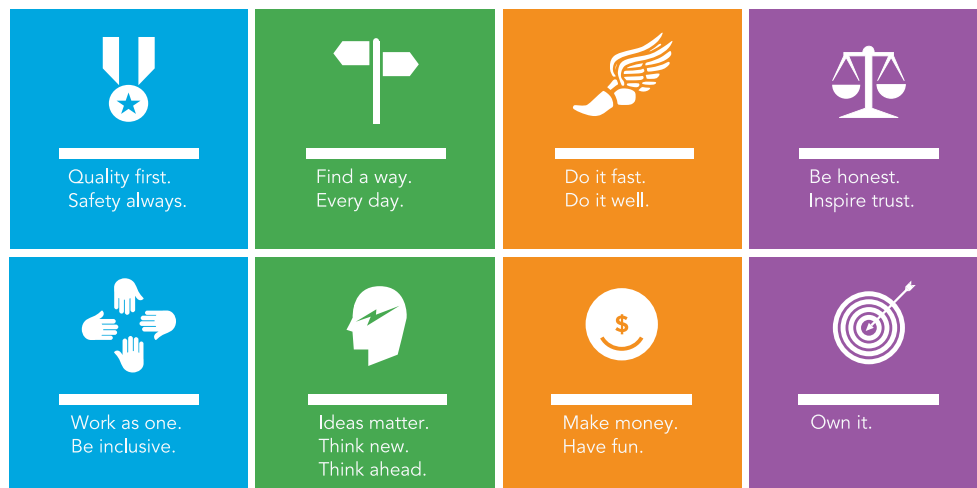 Quality first.
Safety always.
Find a way.
Every day.
Do it fast.
Do it well.
Be honest.
Inspire trust.
Work as one.
Be inclusive.
Ideas matter.
Think new.
Think ahead.
$
Make money.
Have fun.
Own it.